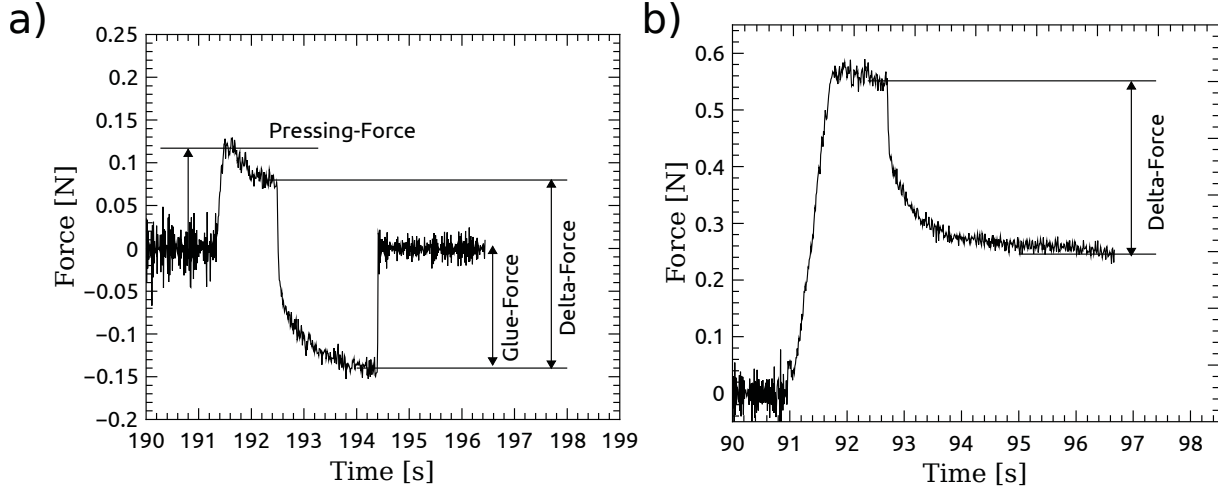 a)
0.25
0.2
0.15
0.1
0.05
0
−0.05
−0.1
−0.15
−0.2
Force [N]
Pressing-Force
Glue-Force
Delta-Force
190 191 192 193 194 195 196 197 198 199
Time [s]
b)
0.6
0.5
0.4
0.3
0.2
0.1
0
Force [N]
Delta-Force
90 91 92 93 94 95 96 97 98
Time [s]